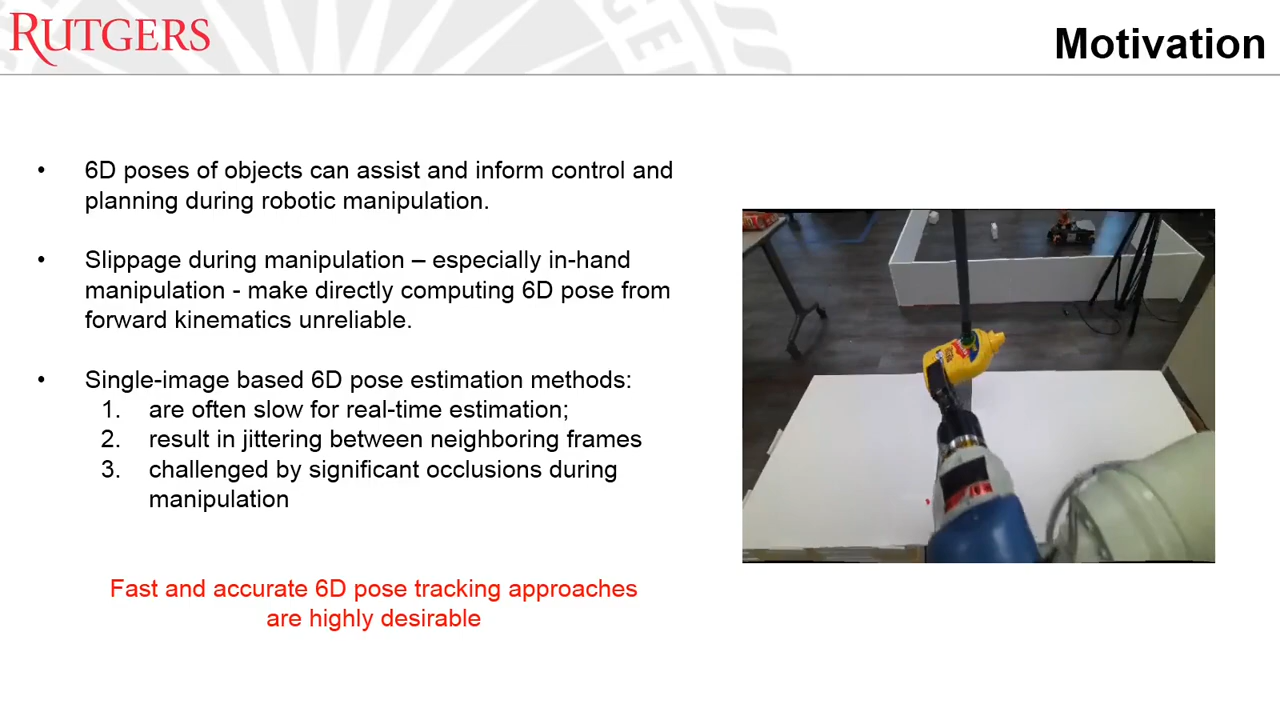 RUTGERS
Motivation
• 6D poses of objects can assist and inform control and
planning during robotic manipulation.
• Slippage during manipulation – especially in-hand
manipulation - make directly computing 6D pose from
forward kinematics unreliable.
• Single-image based 6D pose estimation methods:
1. are often slow for real-time estimation;
2. result in jittering between neighboring frames
3. challenged by significant occlusions during
manipulation
Fast and accurate 6D pose tracking approaches
are highly desirable